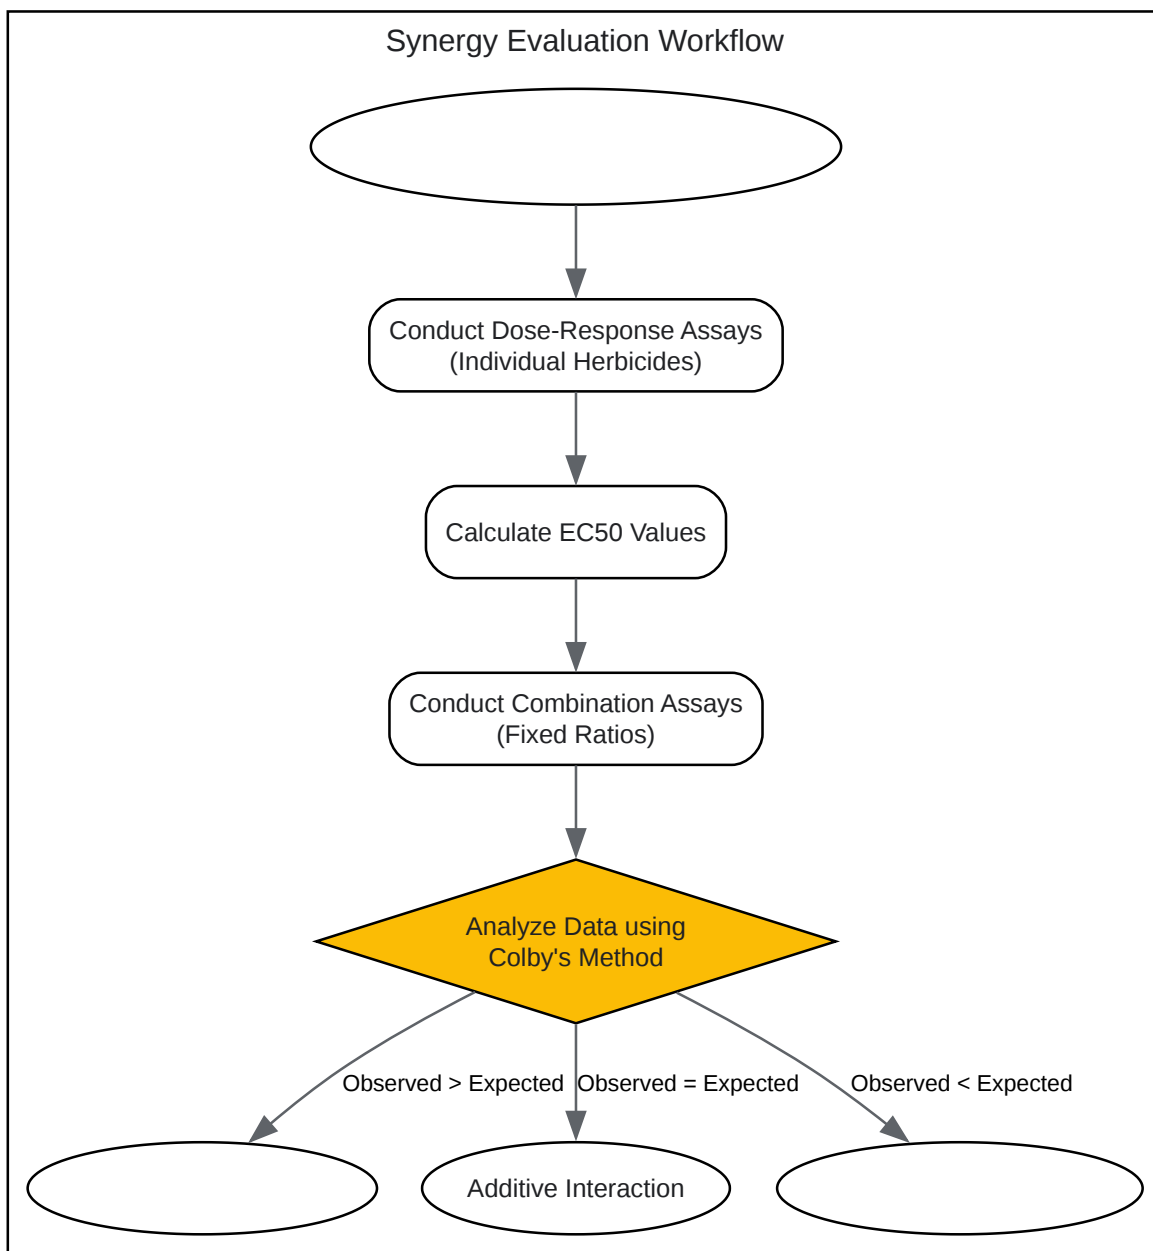 Synergy Evaluation Workflow
Conduct Dose-Response Assays
(Individual Herbicides)
Calculate EC50 Values
Conduct Combination Assays
(Fixed Ratios)
Analyze Data using
Colby's Method
Observed > Expected
Observed = Expected
Observed < Expected
Additive Interaction